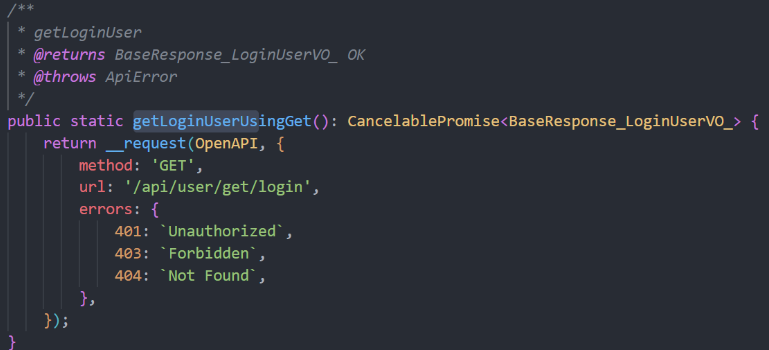 /**
 * getLoginUser
 * @returns BaseResponse_LoginUserVO_ OK
 * @throws ApiError
 */
public static getLoginUserUsingGet(): CancelablePromise<BaseResponse_LoginUserVO_> {
    return __request(OpenAPI, {
        method: 'GET',
        url: '/api/user/get/login',
        errors: {
            401: `Unauthorized`,
            403: `Forbidden`,
            404: `Not Found`,
        },
    });
}